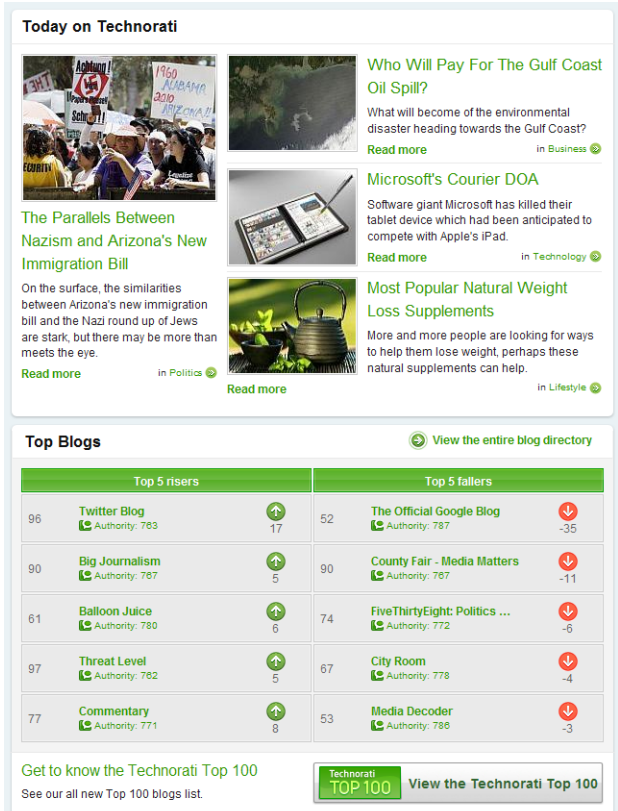 Today on Technorati
Achtung!
Papers Please
1960
ALABAMA
2010
ARIZONA!!
SECURITY
The Parallels Between
Nazism and Arizona's New
Immigration Bill
On the surface, the similarities
between Arizona's new immigration
bill and the Nazi round up of Jews
are stark, but there may be more than
meets the eye.
Read more
in Politics
Who Will Pay For The Gulf Coast
Oil Spill?
What will become of the environmental
disaster heading towards the Gulf Coast?
Read more
in Business
Microsoft's Courier DOA
Software giant Microsoft has killed their
tablet device which had been anticipated to
compete with Apple's iPad.
Read more
in Technology
Most Popular Natural Weight
Loss Supplements
More and more people are looking for ways
to help them lose weight, perhaps these
natural supplements can help.
in Lifestyle
Read more
Top Blogs
View the entire blog directory
Top 5 risers
96
Twitter Blog
Authority: 763
17
90
Big Journalism
Authority: 767
5
61
Balloon Juice
Authority: 780
6
97
Threat Level
Authority: 762
5
77
Commentary
Authority: 771
8
Top 5 fallers
52
The Official Google Blog
Authority: 787
-35
90
County Fair - Media Matters
Authority: 767
-11
74
FiveThirtyEight: Politics ...
Authority: 772
-6
67
City Room
Authority: 778
-4
53
Media Decoder
Authority: 786
-3
Get to know the Technorati Top 100
See our all new Top 100 blogs list.
Technorati
TOP 100
View the Technorati Top 100